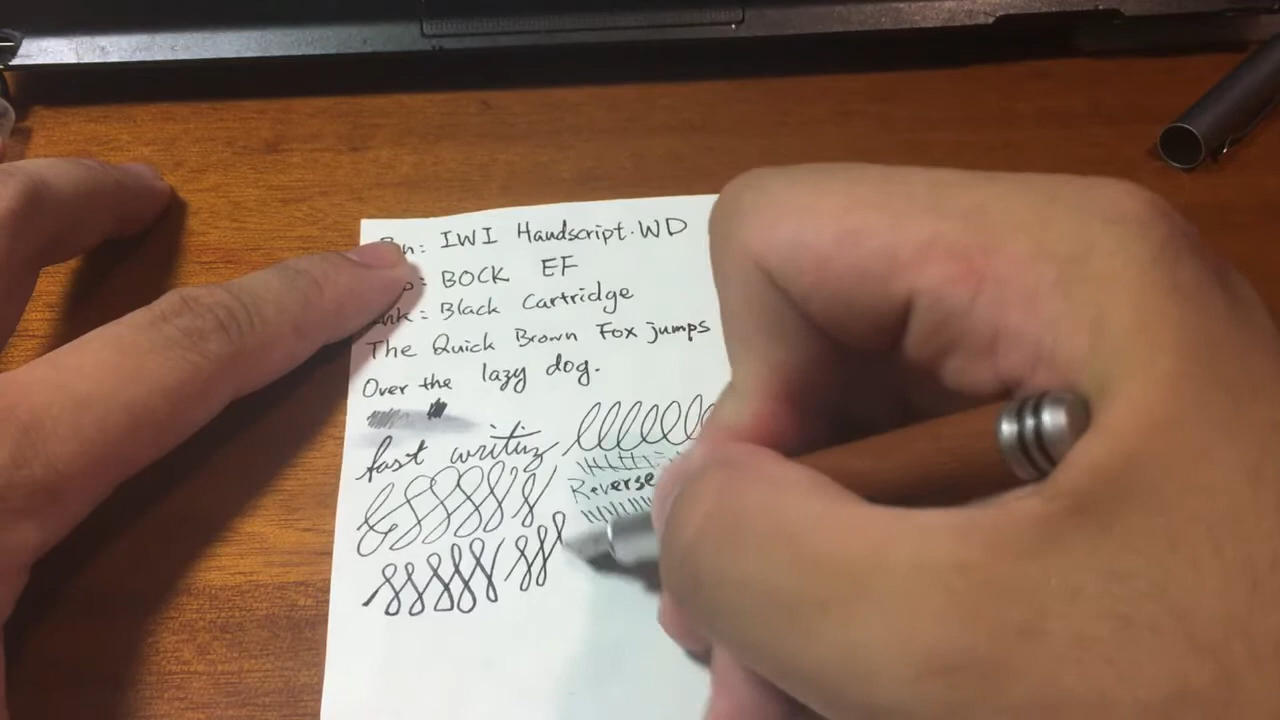 IWI Handscript.WD
BOCK EF
Ink: Black Cartridge
The Quick Brown Fox jumps
Over the lazy dog.
fast writing
Reverse